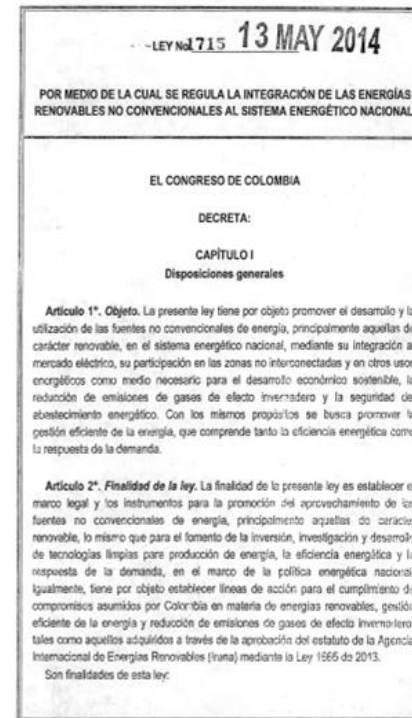 LEY No. 1715 13 MAY 2014
POR MEDIO DE LA CUAL SE REGULA LA INTEGRACIÓN DE LAS ENERGÍAS
RENOVABLES NO CONVENCIONALES AL SISTEMA ENERGÉTICO NACIONAL
EL CONGRESO DE COLOMBIA
DECRETA:
CAPÍTULO I
Disposiciones generales
Artículo 1°. Objeto. La presente ley tiene por objeto promover el desarrollo y la
utilización de las fuentes no convencionales de energía, principalmente aquellas de
carácter renovable, en el sistema energético nacional, mediante su integración al
mercado eléctrico, su participación en las zonas no interconectadas y en otros usos
energéticos como medio necesario para el desarrollo económico sostenible, la
reducción de emisiones de gases de efecto invernadero y la seguridad del
abastecimiento energético. Con los mismos propósitos se busca promover la
gestión eficiente de la energía, que comprende tanto la eficiencia energética como
la respuesta de la demanda.
Artículo 2°. Finalidad de la ley. La finalidad de la presente ley es establecer el
marco legal y los instrumentos para la promoción del aprovechamiento de las
fuentes no convencionales de energía, principalmente aquellas de carácter
renovable, lo mismo que para el fomento de la inversión, investigación y desarrollo
de tecnologías limpias para producción de energía, la eficiencia energética y la
respuesta de la demanda, en el marco de la política energética nacional.
Igualmente, tiene por objeto establecer líneas de acción para el cumplimiento de
compromisos asumidos por Colombia en materia de energías renovables, gestión
eficiente de la energía y reducción de emisiones de gases de efecto invernadero,
tales como aquellos adquiridos a través de la aprobación del estatuto de la Agencia
Internacional de Energías Renovables (Iruna) mediante la Ley 1665 de 2013.
Son finalidades de esta ley: